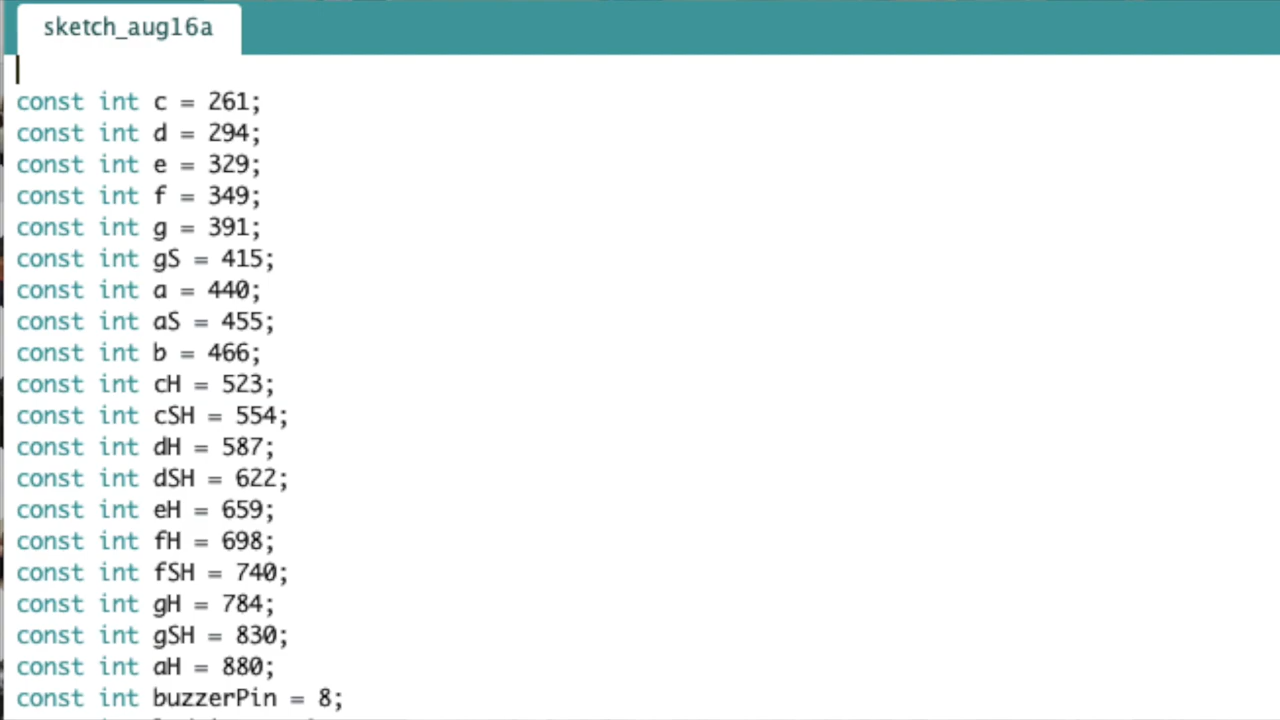 sketch_aug16a
const int c = 261;
const int d = 294;
const int e = 329;
const int f = 349;
const int g = 391;
const int gS = 415;
const int a = 440;
const int aS = 455;
const int b = 466;
const int cH = 523;
const int cSH = 554;
const int dH = 587;
const int dSH = 622;
const int eH = 659;
const int fH = 698;
const int fSH = 740;
const int gH = 784;
const int gSH = 830;
const int aH = 880;
const int buzzerPin = 8;